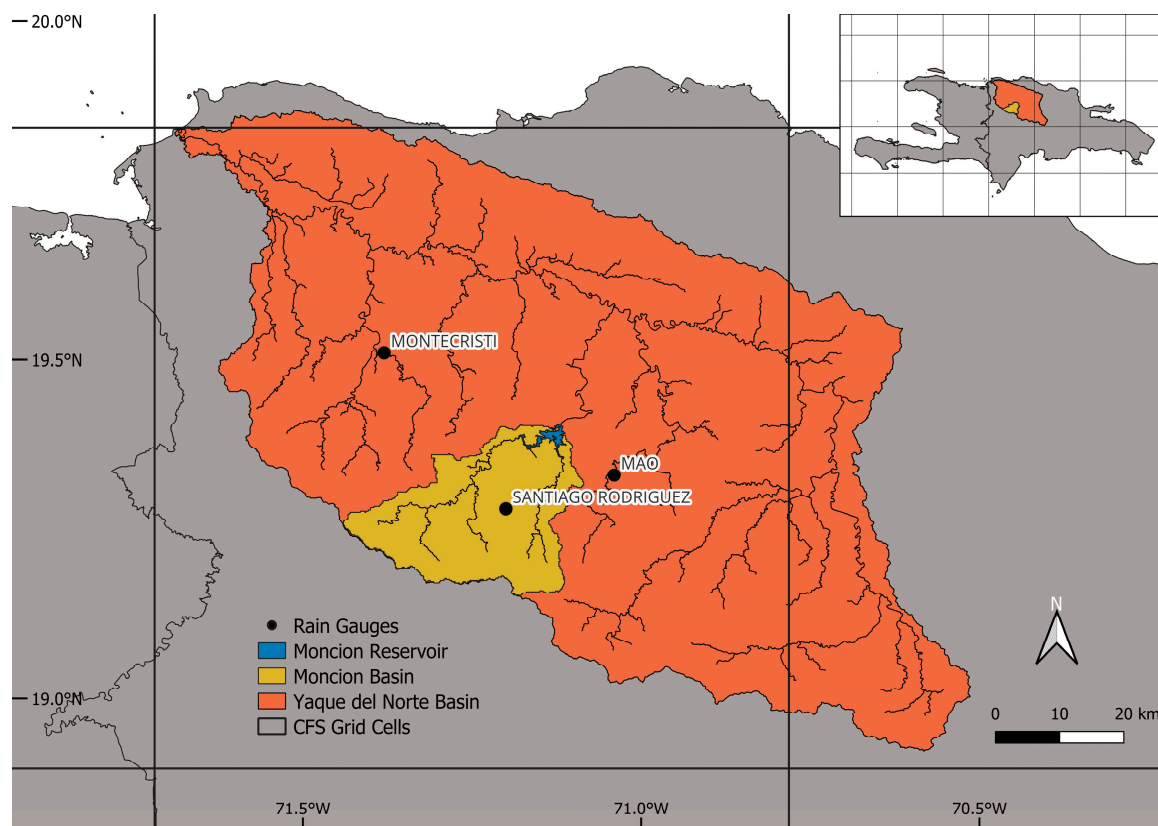 20.0°N
MONTECRISTI
19.5°N
MAO
SANTIAGO RODRIGUEZ
Rain Gauges
Moncion Reservoir
Moncion Basin
Yaque del Norte Basin
CFS Grid Cells
19.0°N
N
0 10 20 km
71.5°W 71.0°W 70.5°W